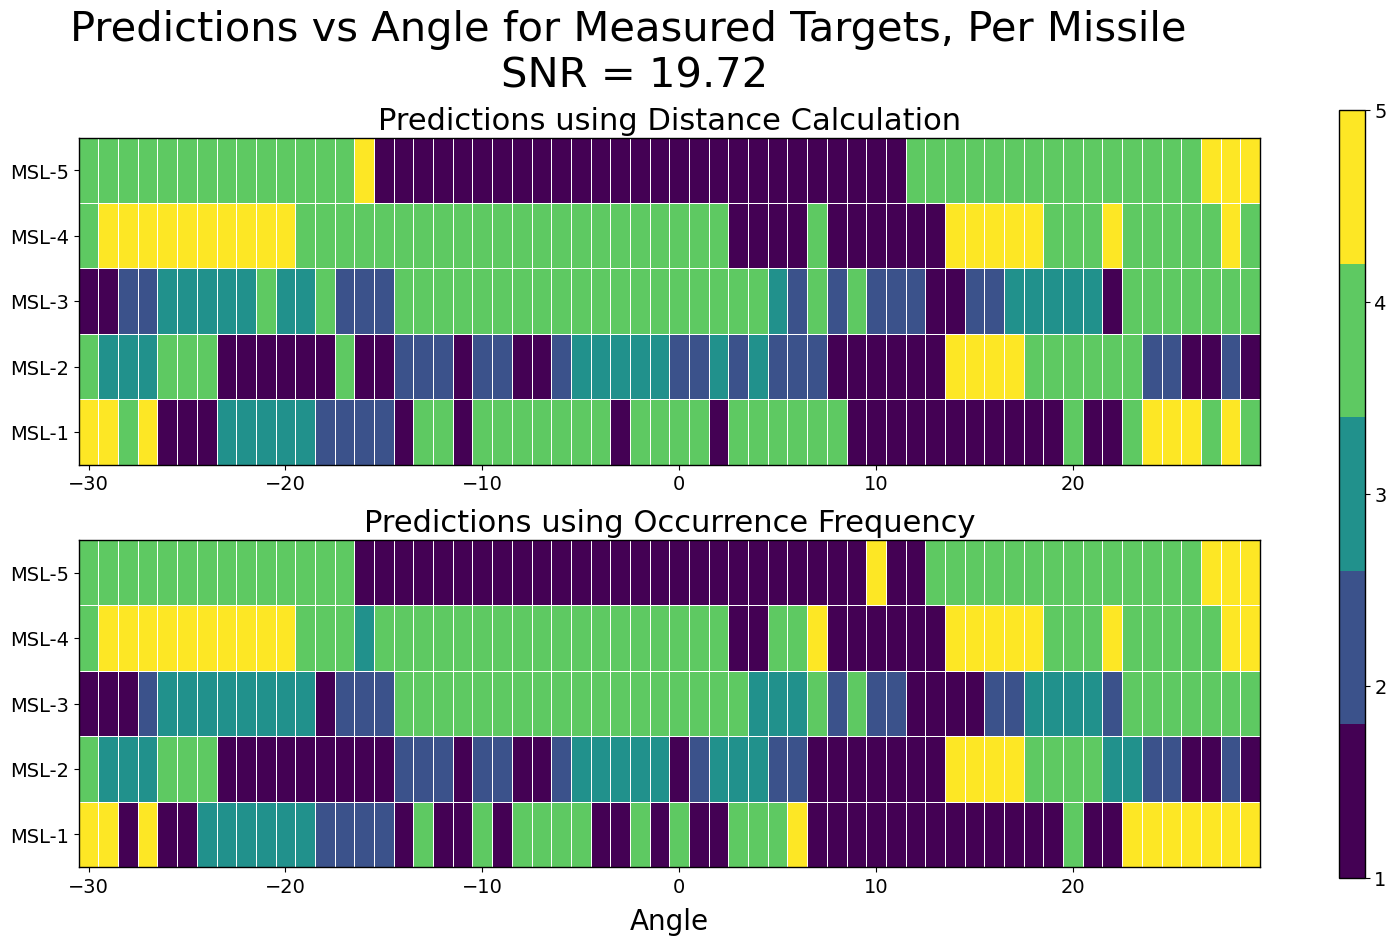 Predictions vs Angle for Measured Targets, Per Missile
SNR = 19.72
Predictions using Distance Calculation
MSL-5
MSL-4
MSL-3
MSL-2
MSL-1
−30 −20 −10 0 10 20
Predictions using Occurrence Frequency
MSL-5
MSL-4
MSL-3
MSL-2
MSL-1
−30 −20 −10 0 10 20
Angle
5
4
3
2
1